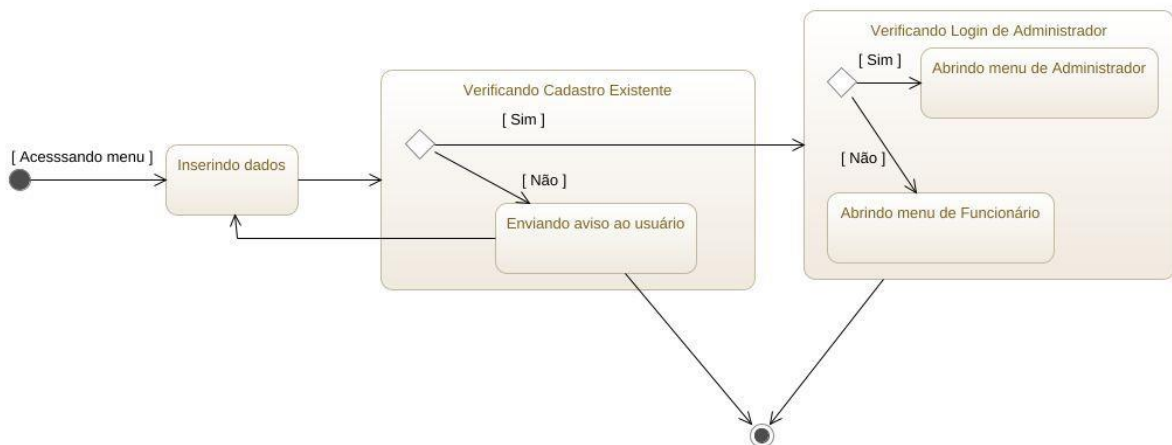 [ Acesssando menu ]
Inserindo dados
Verificando Cadastro Existente
[ Sim ]
[ Não ]
Enviando aviso ao usuário
Verificando Login de Administrador
[ Sim ]
Abrindo menu de Administrador
[ Não ]
Abrindo menu de Funcionário